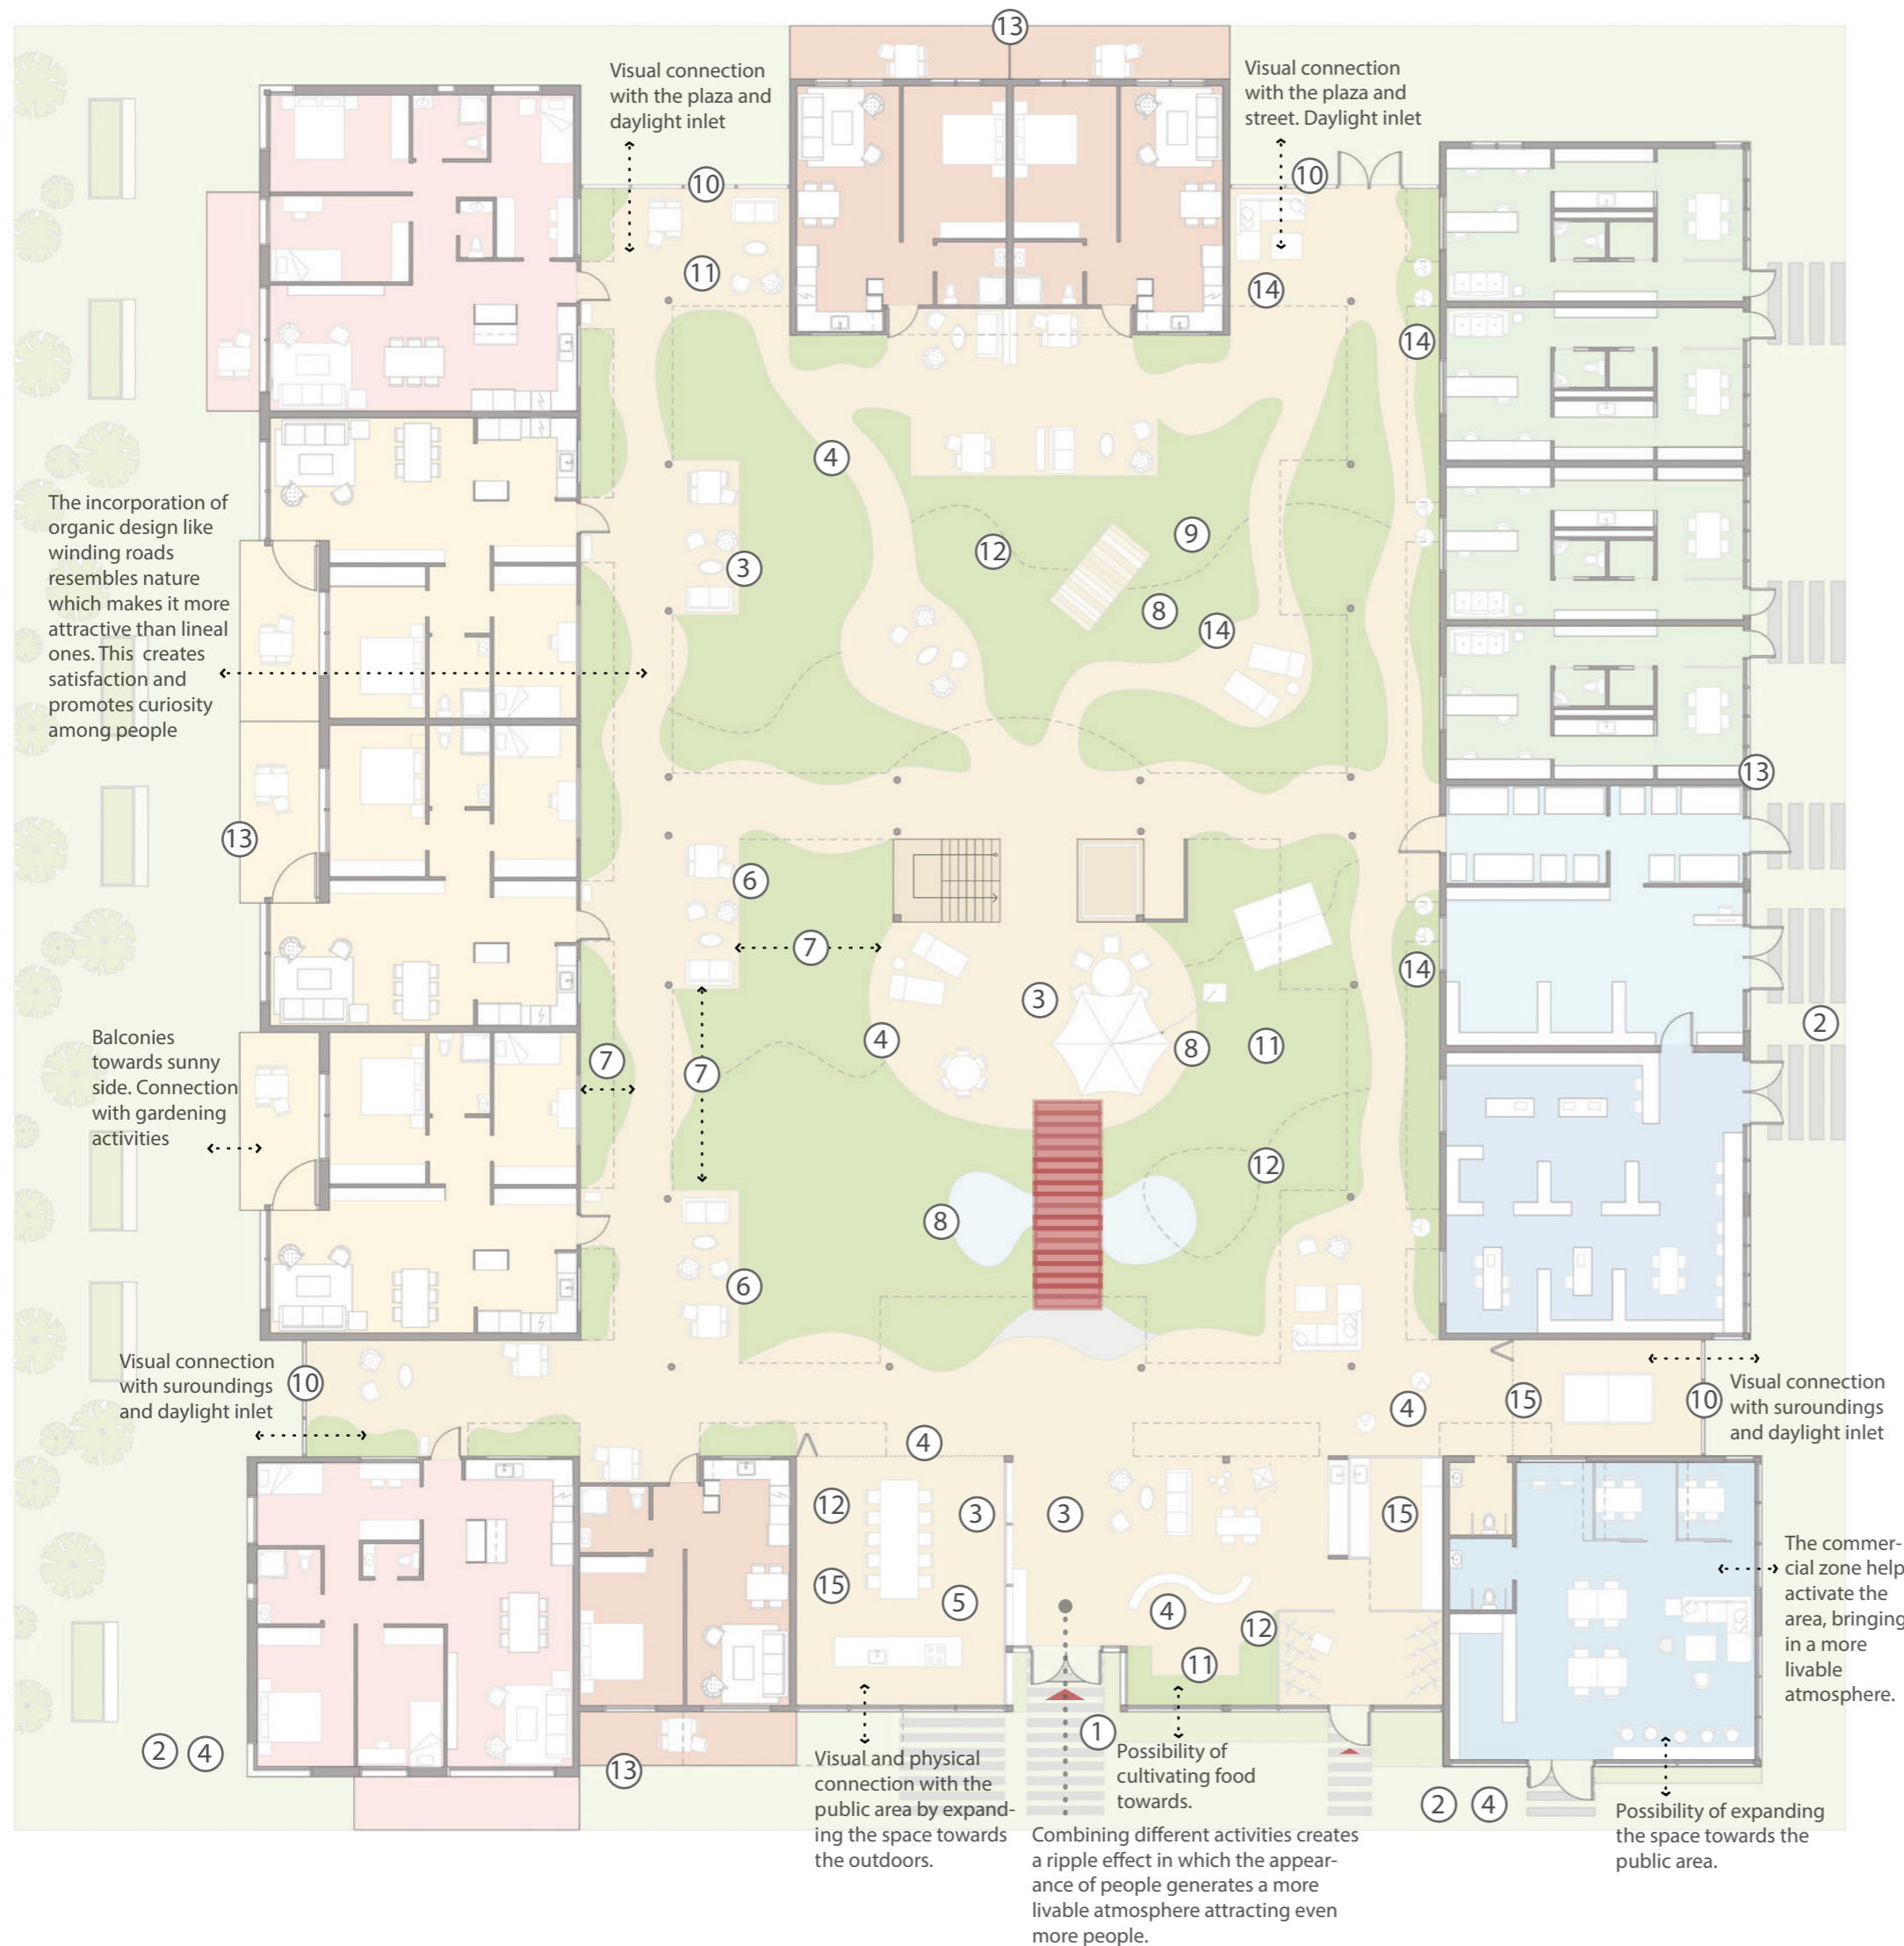 13
Visual connection
with the plaza and
daylight inlet
Visual connection
with the plaza and
street. Daylight inlet
10
10
11
14
14
4
The incorporation of
organic design like
winding roads
resembles nature
which makes it more
attractive than lineal
ones. This creates
satisfaction and
promotes curiosity
among people
3
12
9
8
14
13
13
6
7
3
14
2
Balconies
towards sunny
side. Connection
with gardening
activities
7
7
4
8
11
12
8
6
Visual connection
with suroundings
and daylight inlet
10
4
15
10
Visual connection
with suroundings
and daylight inlet
4
12
3
3
15
15
5
4
12
11
The commer-
cial zone help
activate the
area, bringing
in a more
livable
atmosphere.
2
4
13
1
Visual and physical
connection with the
public area by expand-
ing the space towards
the outdoors.
Possibility of
cultivating food
towards.
2
4
Possibility of expanding
the space towards the
public area.
Combining different activities creates
a ripple effect in which the appear-
ance of people generates a more
livable atmosphere attracting even
more people.